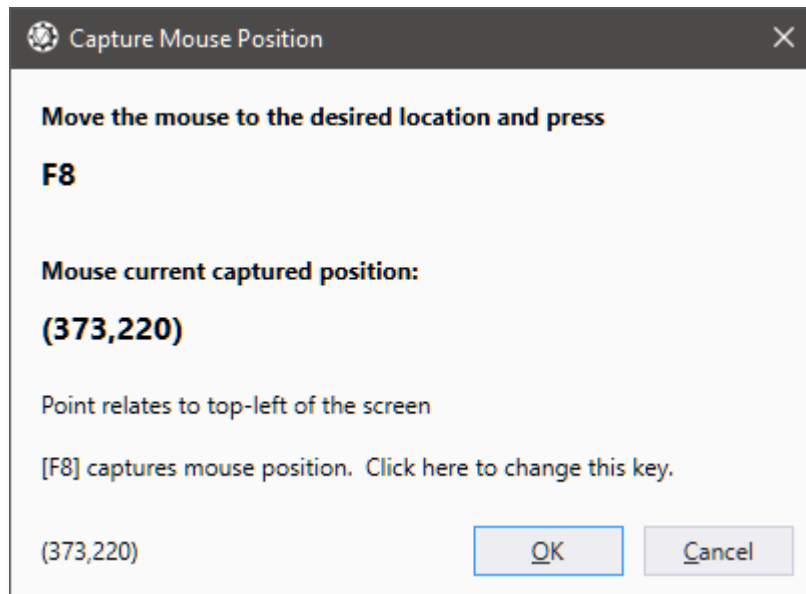 Capture Mouse Position
Move the mouse to the desired location and press
F8
Mouse current captured position:
(373,220)
Point relates to top-left of the screen
[F8] captures mouse position.  Click here to change this key.
(373,220)
OK
Cancel